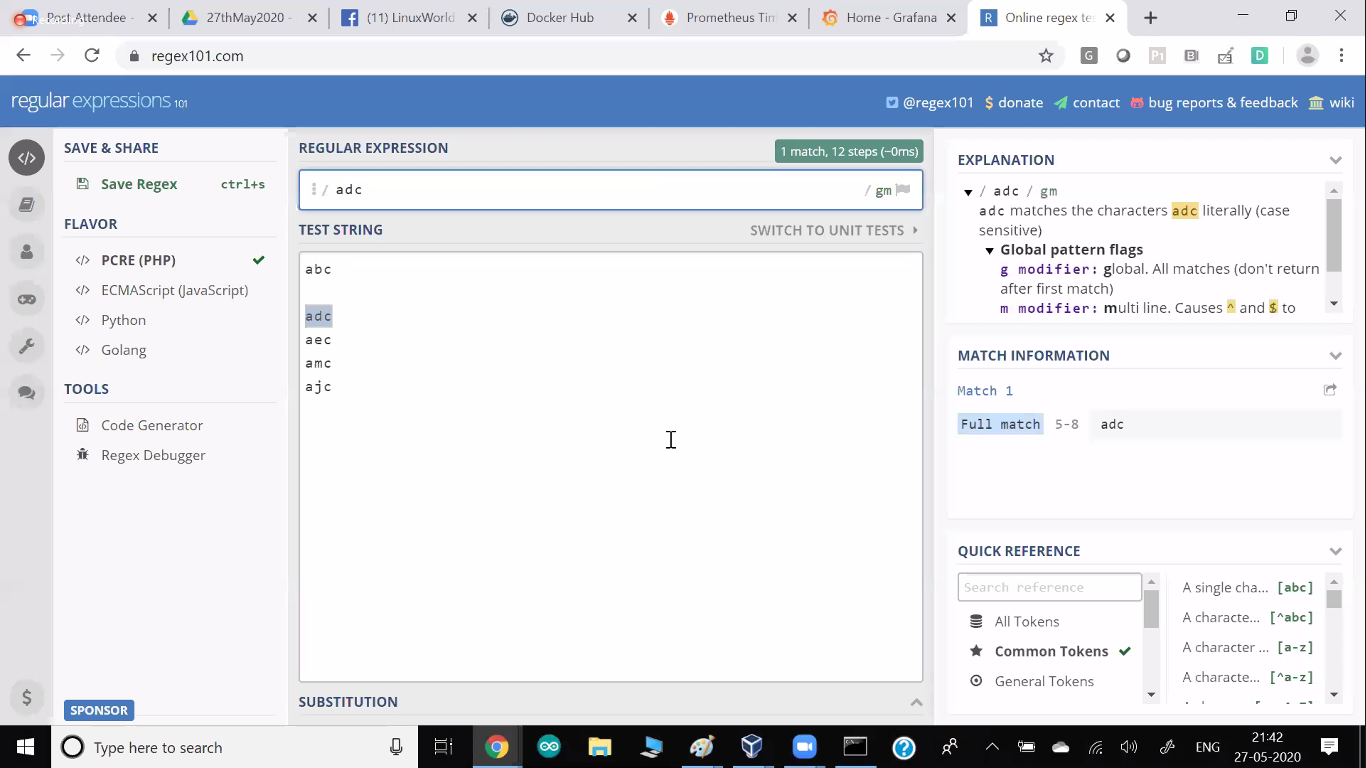 Post Attendee -
27thMay2020 -
(11) LinuxWorld
Docker Hub
Prometheus Tim
Home - Grafana
Online regex te
regex101.com
regular expressions 101
@regex101
$ donate
contact
bug reports & feedback
wiki
SAVE & SHARE
Save Regex ctrl+s
FLAVOR
PCRE (PHP)
ECMAScript (JavaScript)
Python
Golang
TOOLS
Code Generator
Regex Debugger
$
SPONSOR
REGULAR EXPRESSION
1 match, 12 steps (~0ms)
/ adc / gm
TEST STRING
SWITCH TO UNIT TESTS
abc
adc
aec
amc
ajc
SUBSTITUTION
EXPLANATION
/ adc / gm
adc matches the characters adc literally (case
sensitive)
Global pattern flags
g modifier: global. All matches (don't return
after first match)
m modifier: multi line. Causes ^ and $ to
MATCH INFORMATION
Match 1
Full match 5-8 adc
QUICK REFERENCE
Search reference
All Tokens
Common Tokens
General Tokens
A single cha... [abc]
A characte... [^abc]
A character ... [a-z]
A characte... [^a-z]
Type here to search
ENG
21:42
27-05-2020